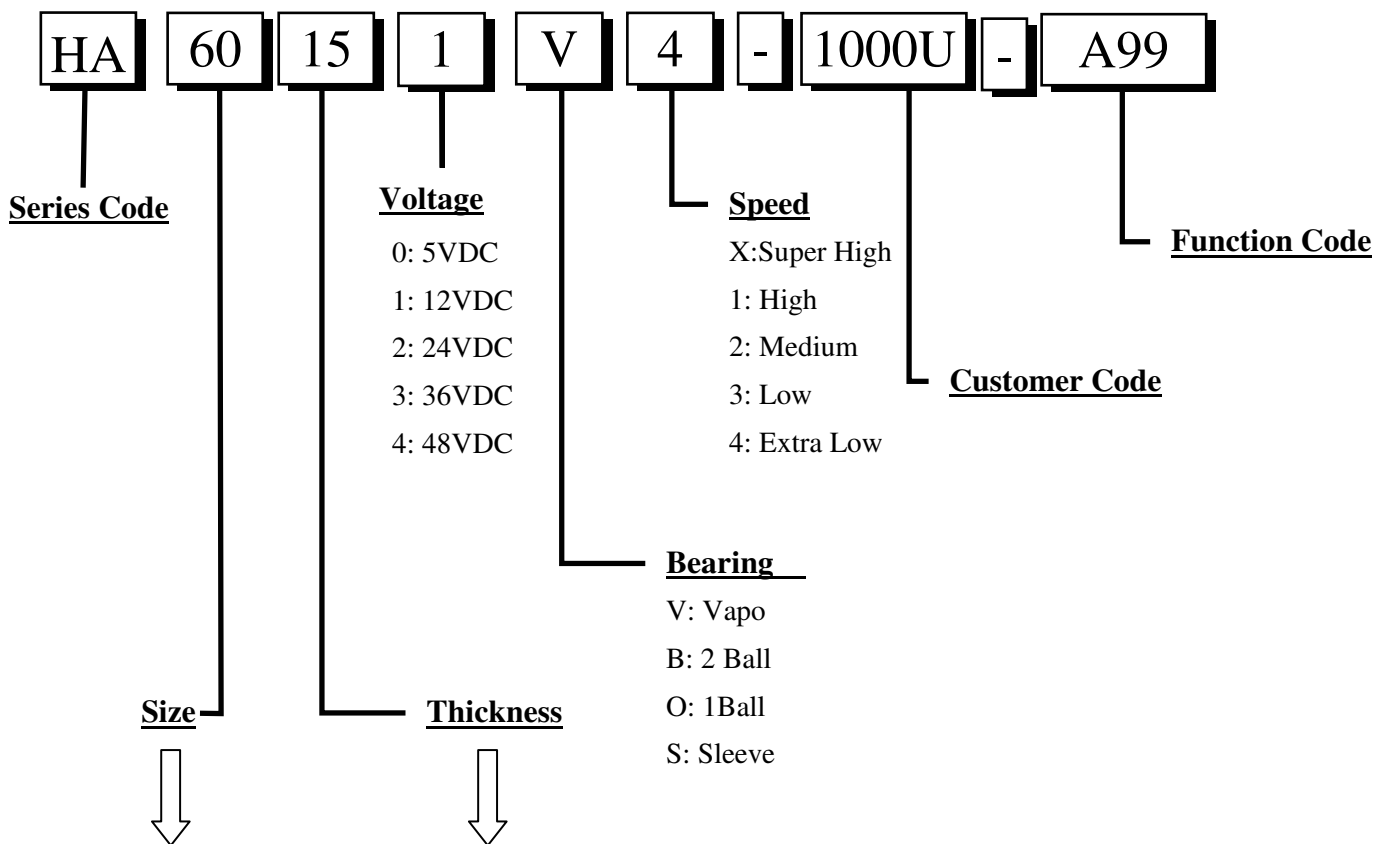 HA 60 15 1 V 4 - 1000U - A99
Series Code
Voltage
0: 5VDC
1: 12VDC
2: 24VDC
3: 36VDC
4: 48VDC
Speed
X:Super High
1: High
2: Medium
3: Low
4: Extra Low
Function Code
Customer Code
Bearing
V: Vapo
B: 2 Ball
O: 1Ball
S: Sleeve
Size
Thickness